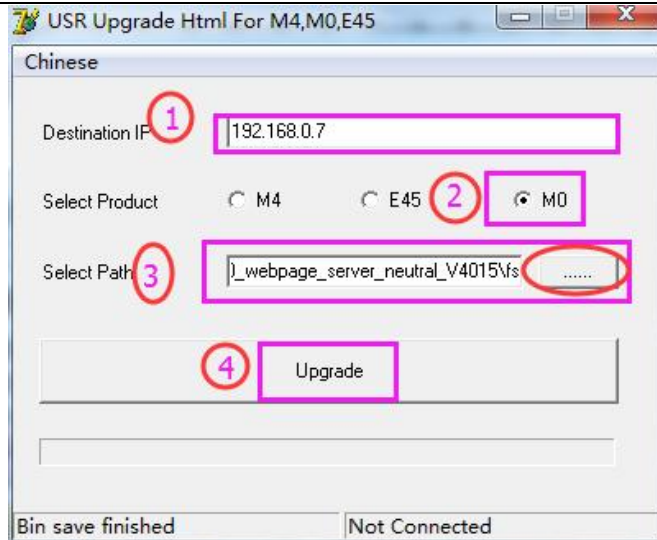 USR Upgrade Html For M4,M0,E45
Chinese
Destination IP 1 192.168.0.7
Select Product M4 E45 2 M0
Select Path 3 )_webpage_server_neutral_V4015\fs ......
4 Upgrade
Bin save finished Not Connected